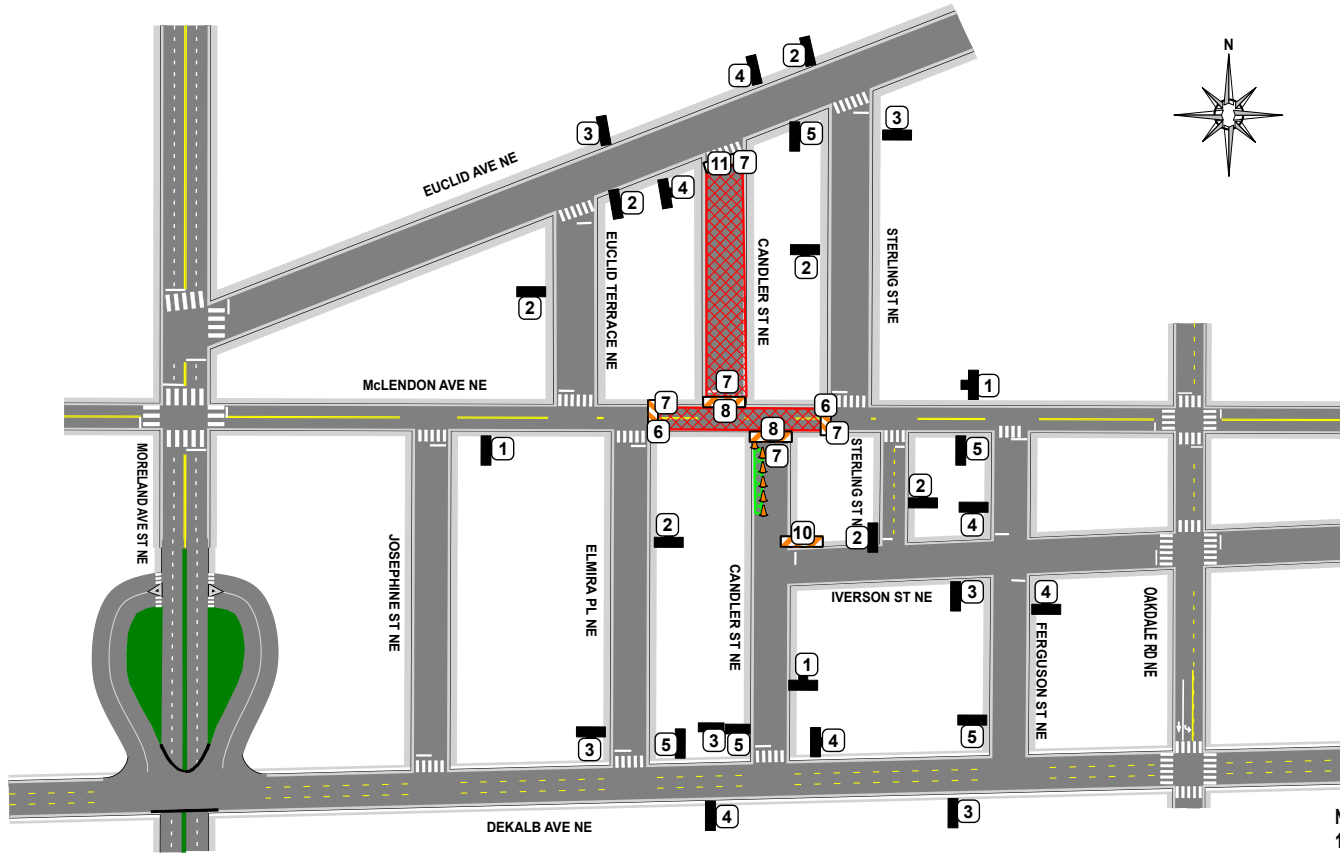 N
2
4
3
5
3
11
7
EUCLID AVE NE
4
2
EUCLID TERRACE NE
CANDLER ST NE
2
STERLING ST NE
2
McLENDON AVE NE
7
1
7
8
6
6
8
7
7
1
5
MORELAND AVE ST NE
STERLING ST N
2
4
2
10
2
JOSEPHINE ST NE
ELMIRA PL NE
CANDLER ST NE
IVERSON ST NE
3
4
FERGUSON ST NE
OAKDALE RD NE
1
3
5
3
5
4
5
4
3
DEKALB AVE NE
M
1